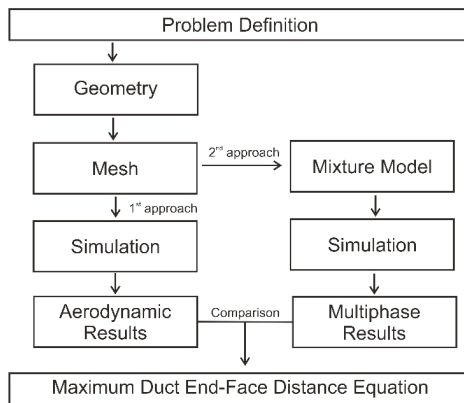 Problem Definition
Geometry
Mesh
2nd approach
Mixture Model
1st approach
Simulation
Simulation
Aerodynamic
Results
Comparison
Multiphase
Results
Maximum Duct End-Face Distance Equation